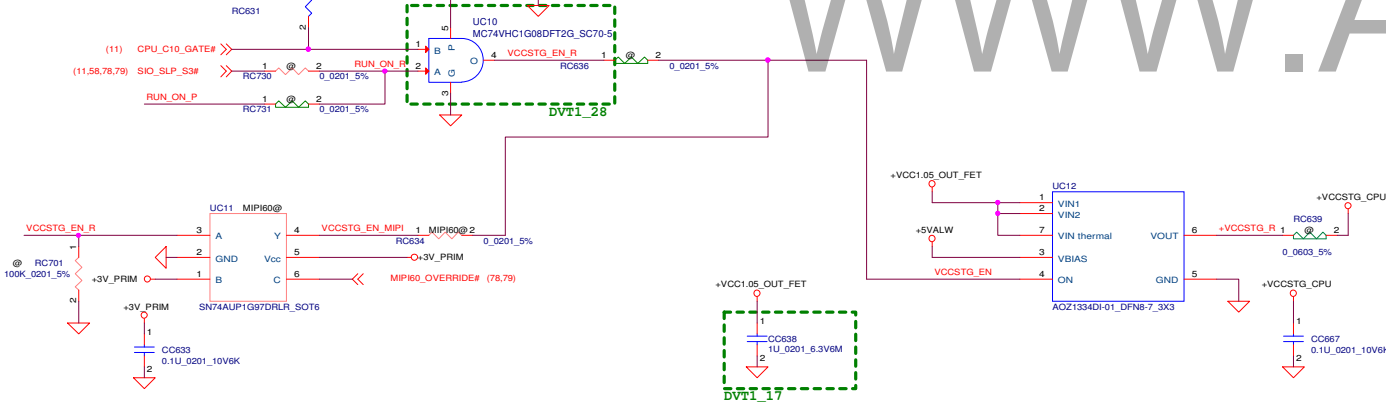 WWW.A
RC631
2
5
UC10
MC74VHC1G08DFT2G_SC70-5
(11) CPU_C10_GATE#
1
B
P
O
4
VCCSTG_EN_R
1
@
2
RC636
0_0201_5%
(11,58,78,79) SIO_SLP_S3#
1
@
2
RC730
0_0201_5%
RUN_ON_R
2
A
G
3
RUN_ON_P
1
@
2
RC731
0_0201_5%
DVT1_28
+VCC1.05_OUT_FET
UC12
1
VIN1
2
VIN2
7
VIN thermal
VOUT
6
+VCCSTG_R
1
@
2
RC639
0_0603_5%
+VCCSTG_CPU
+5VALW
3
VBIAS
VCCSTG_EN
4
ON
GND
5
AOZ1334DI-01_DFN8-7_3X3
UC11
MIPI60@
VCCSTG_EN_R
3
A
Y
4
VCCSTG_EN_MIPI
1
MIPI60@
2
RC634
0_0201_5%
2
GND
Vcc
5
+3V_PRIM
+3V_PRIM
1
B
C
6
MIPI60_OVERRIDE# (78,79)
SN74AUP1G97DRLR_SOT6
1
@
RC701
100K_0201_5%
2
+3V_PRIM
1
CC633
0.1U_0201_10V6K
2
+VCC1.05_OUT_FET
1
CC638
1U_0201_6.3V6M
2
DVT1_17
+VCCSTG_CPU
1
CC667
0.1U_0201_10V6K
2